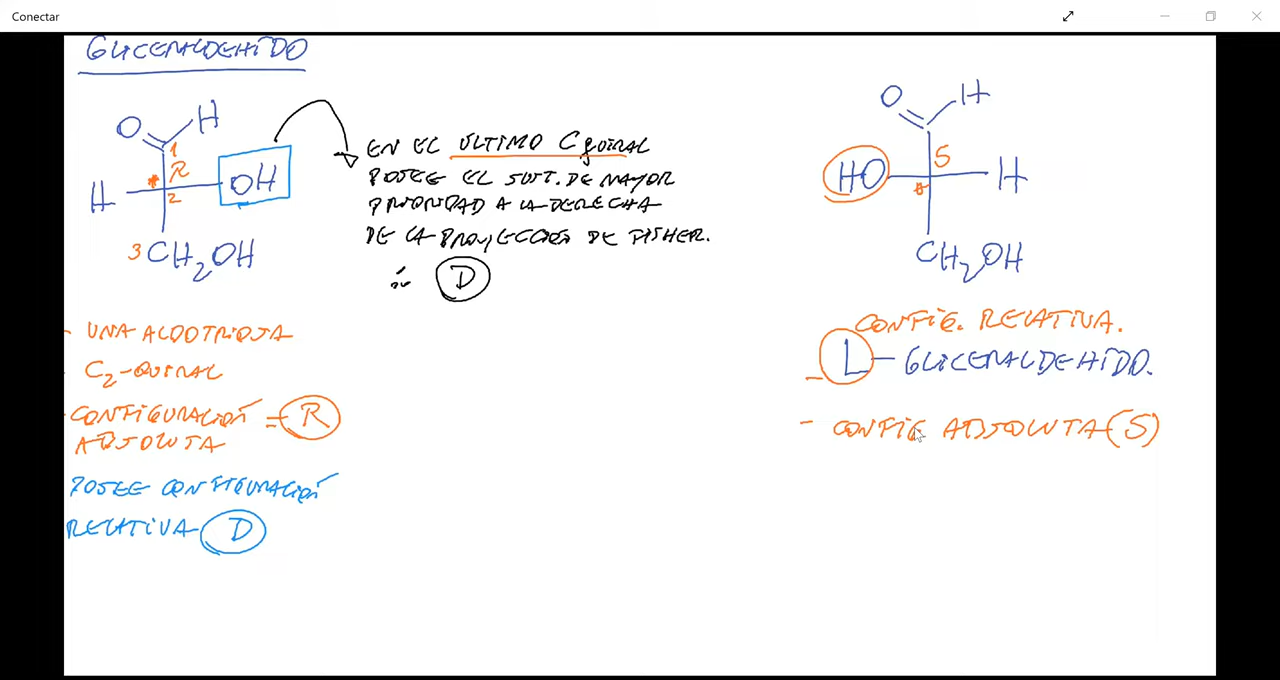 Conectar
GLICERALDEHIDO
O H
1
R
H * OH
2
3 CH2OH
EN EL ÚLTIMO C QUIRAL
POSEE EL SUST. DE MAYOR
PRIORIDAD A LA DERECHA
DE LA PROYECCIÓN DE FISHER.
∴ D
- UNA ALDOTRIOSA
- C2-QUIRAL
- CONFIGURACIÓN = R
ABSOLUTA
POSEE CONFIGURACIÓN
RELATIVA D
O H
S
HO * H
CH2OH
CONFIG. RELATIVA.
- L - GLICERALDEHIDO.
- CONFIG ABSOLUTA (S)